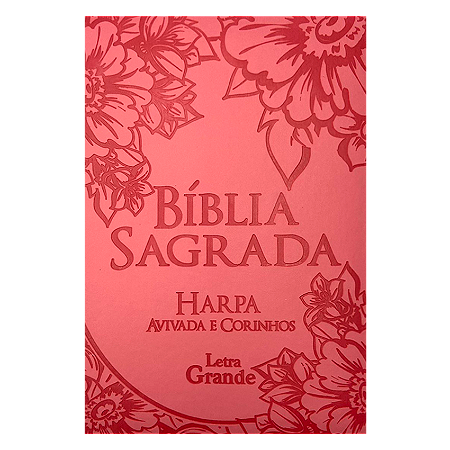 BÍBLIA
SAGRADA
HARPA
AVIVADA E CORINHOS
Letra
Grande